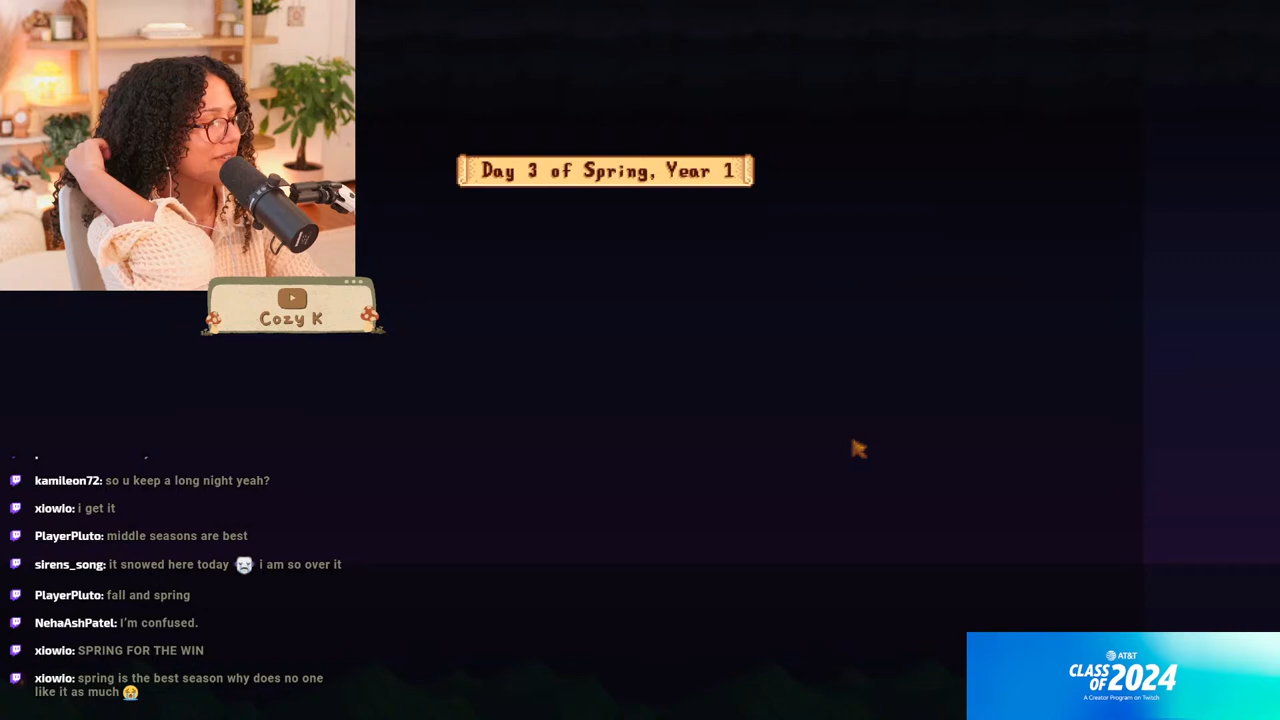 Day 3 of Spring, Year 1
Cozy K
kamileon72: so u keep a long night yeah?
xiowio: i get it
PlayerPluto: middle seasons are best
sirens_song: it snowed here today i am so over it
PlayerPluto: fall and spring
NehaAshPatel: I'm confused.
xiowio: SPRING FOR THE WIN
xiowio: spring is the best season why does no one
like it as much 😭
AT&T
CLASS
OF 2024
A Creator Program on Twitch